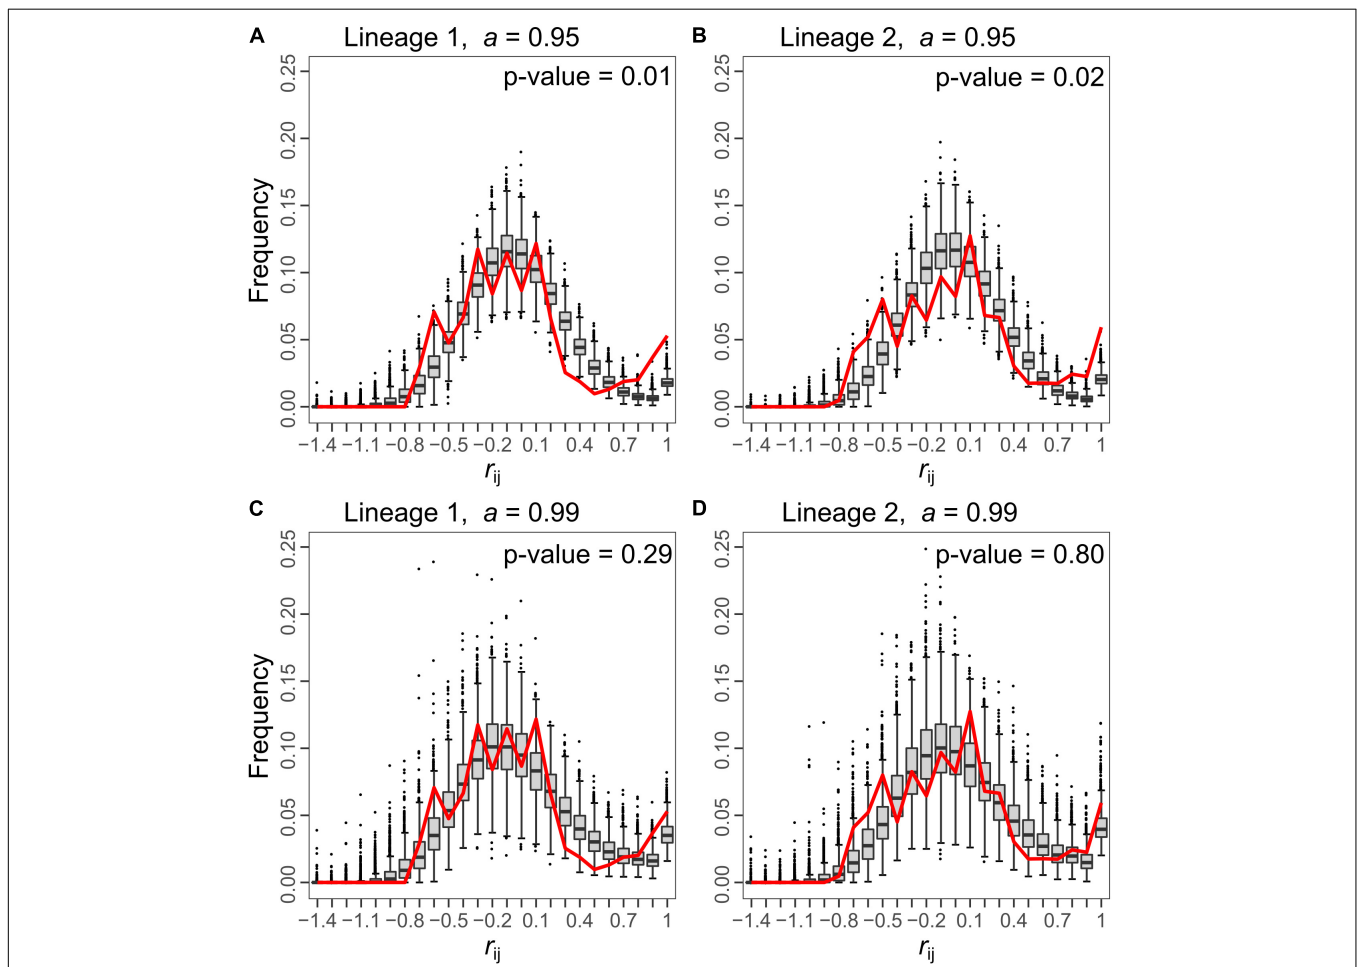 A Lineage 1, a = 0.95
p-value = 0.01
Frequency
0.25
0.20
0.15
0.10
0.05
0.00
−1.4 −1.1 −0.8 −0.5 −0.2 0.1 0.4 0.7 1
rij
B Lineage 2, a = 0.95
p-value = 0.02
0.25
0.20
0.15
0.10
0.05
0.00
−1.4 −1.1 −0.8 −0.5 −0.2 0.1 0.4 0.7 1
rij
C Lineage 1, a = 0.99
p-value = 0.29
Frequency
0.25
0.20
0.15
0.10
0.05
0.00
−1.4 −1.1 −0.8 −0.5 −0.2 0.1 0.4 0.7 1
rij
D Lineage 2, a = 0.99
p-value = 0.80
0.25
0.20
0.15
0.10
0.05
0.00
−1.4 −1.1 −0.8 −0.5 −0.2 0.1 0.4 0.7 1
rij